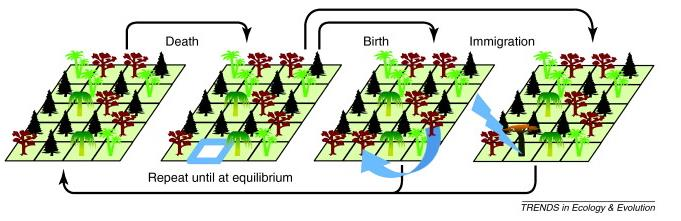 Death
Birth
Immigration
Repeat until at equilibrium
TRENDS in Ecology & Evolution